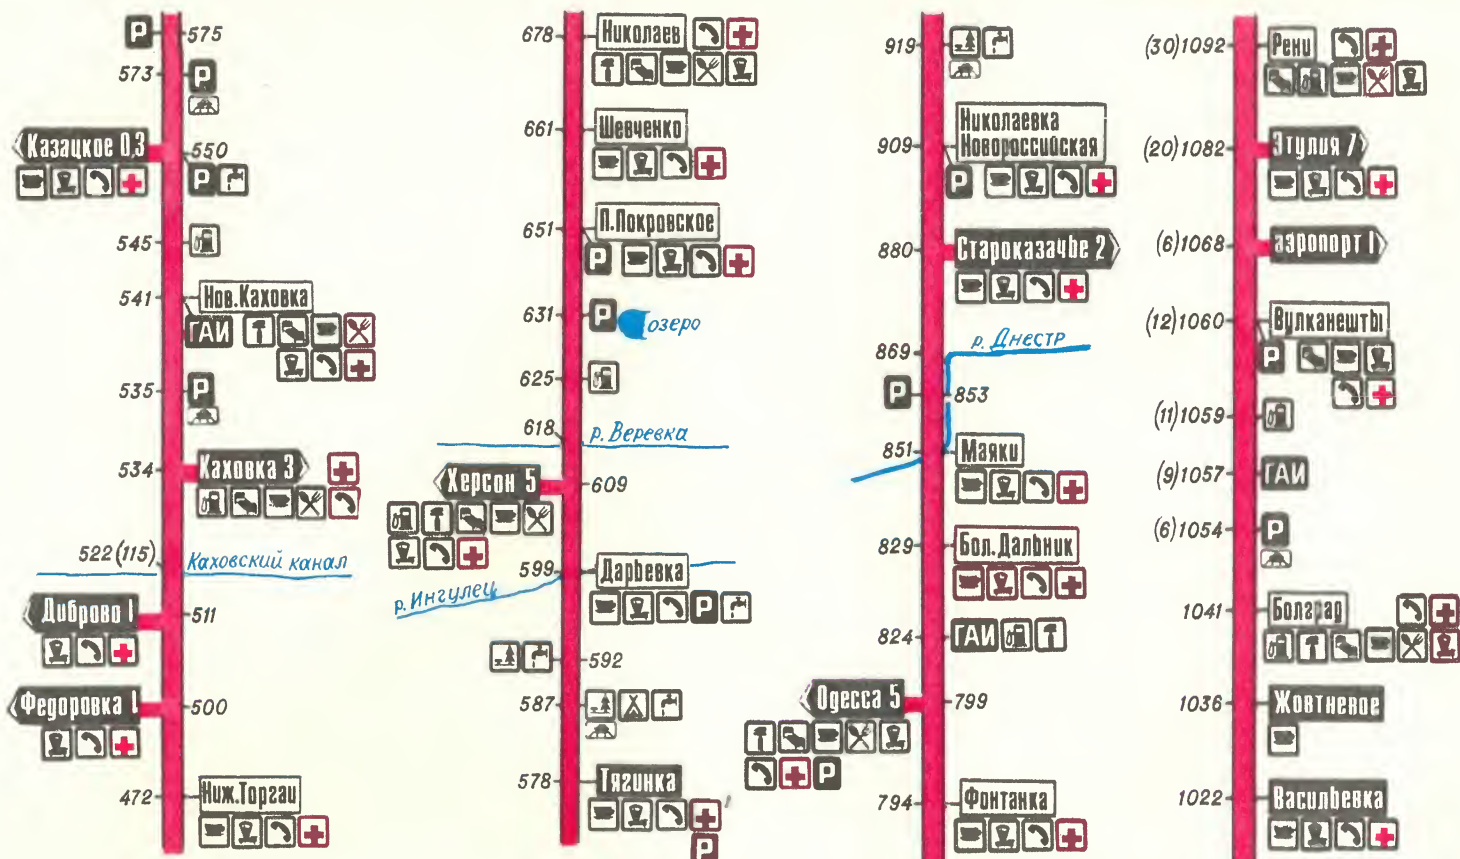 P
575
573
P
Казацкое 0,3
550
P
545
541
Нов.Каховка
ГАИ
535
P
534
Каховка 3
522(115)
Каховский канал
Диброво 1
511
Федоровка 1
500
472
Ниж.Торгаи
678
Николаев
661
Шевченко
651
П.Покровское
P
631
P
озеро
625
618
р. Веревка
Херсон 5
609
599
Дарьевка
р. Ингулец
P
592
587
578
Тягинка
P
919
909
Николаевка
Новороссийская
P
880
Староказачье 2
869
р. Днестр
P
853
851
Маяки
829
Бол.Дальник
824
ГАИ
Одесса 5
799
P
794
Фонтанка
(30)1092
Рени
(20)1082
Этулия 7
(6)1068
аэропорт 1
(12)1060
Вулканешты
P
(11)1059
(9)1057
ГАИ
(6)1054
P
1041
Болград
1036
Жовтневое
1022
Васильевка